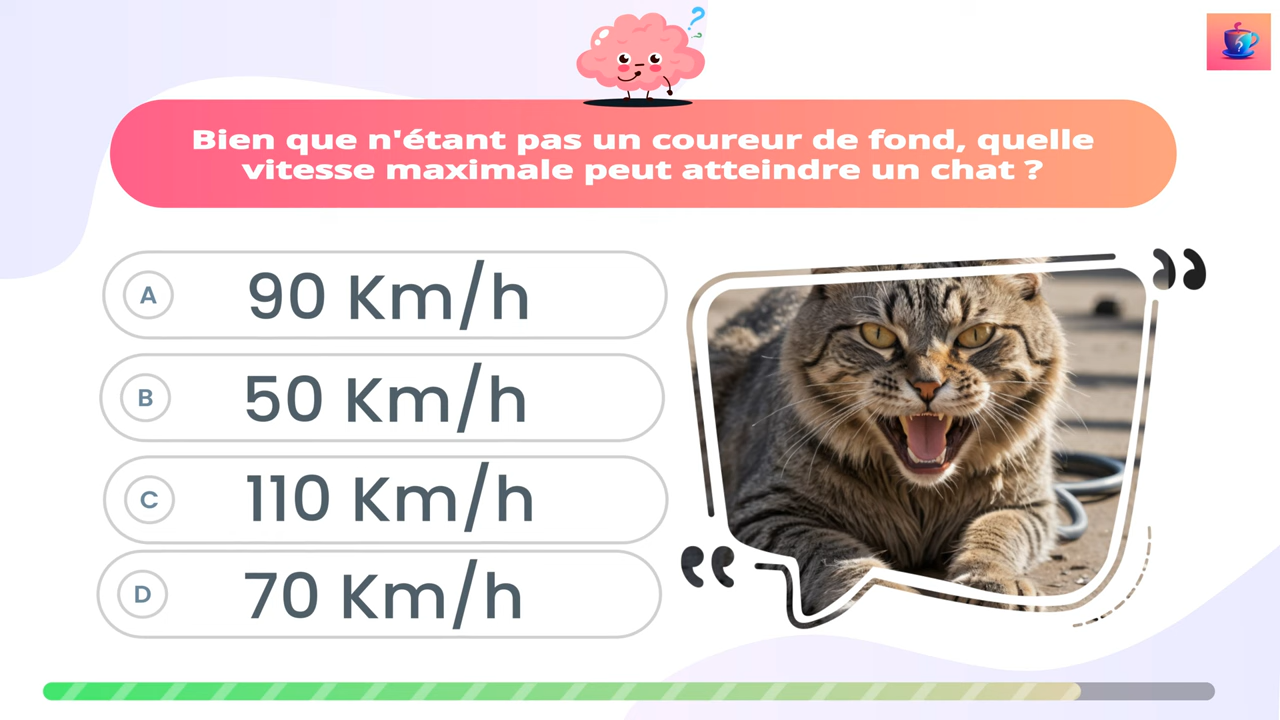 Bien que n'étant pas un coureur de fond, quelle
vitesse maximale peut atteindre un chat ?
A 90 Km/h
B 50 Km/h
C 110 Km/h
D 70 Km/h